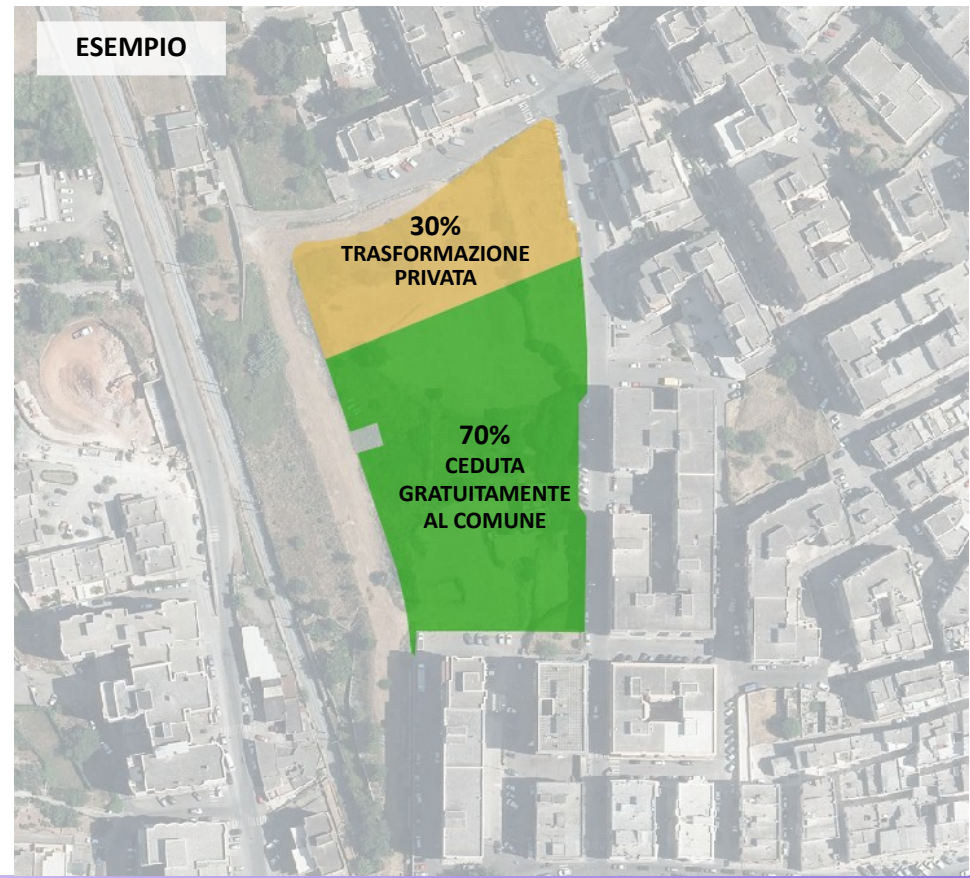 ESEMPIO
30%
TRASFORMAZIONE
PRIVATA
70%
CEDUTA
GRATUITAMENTE
AL COMUNE